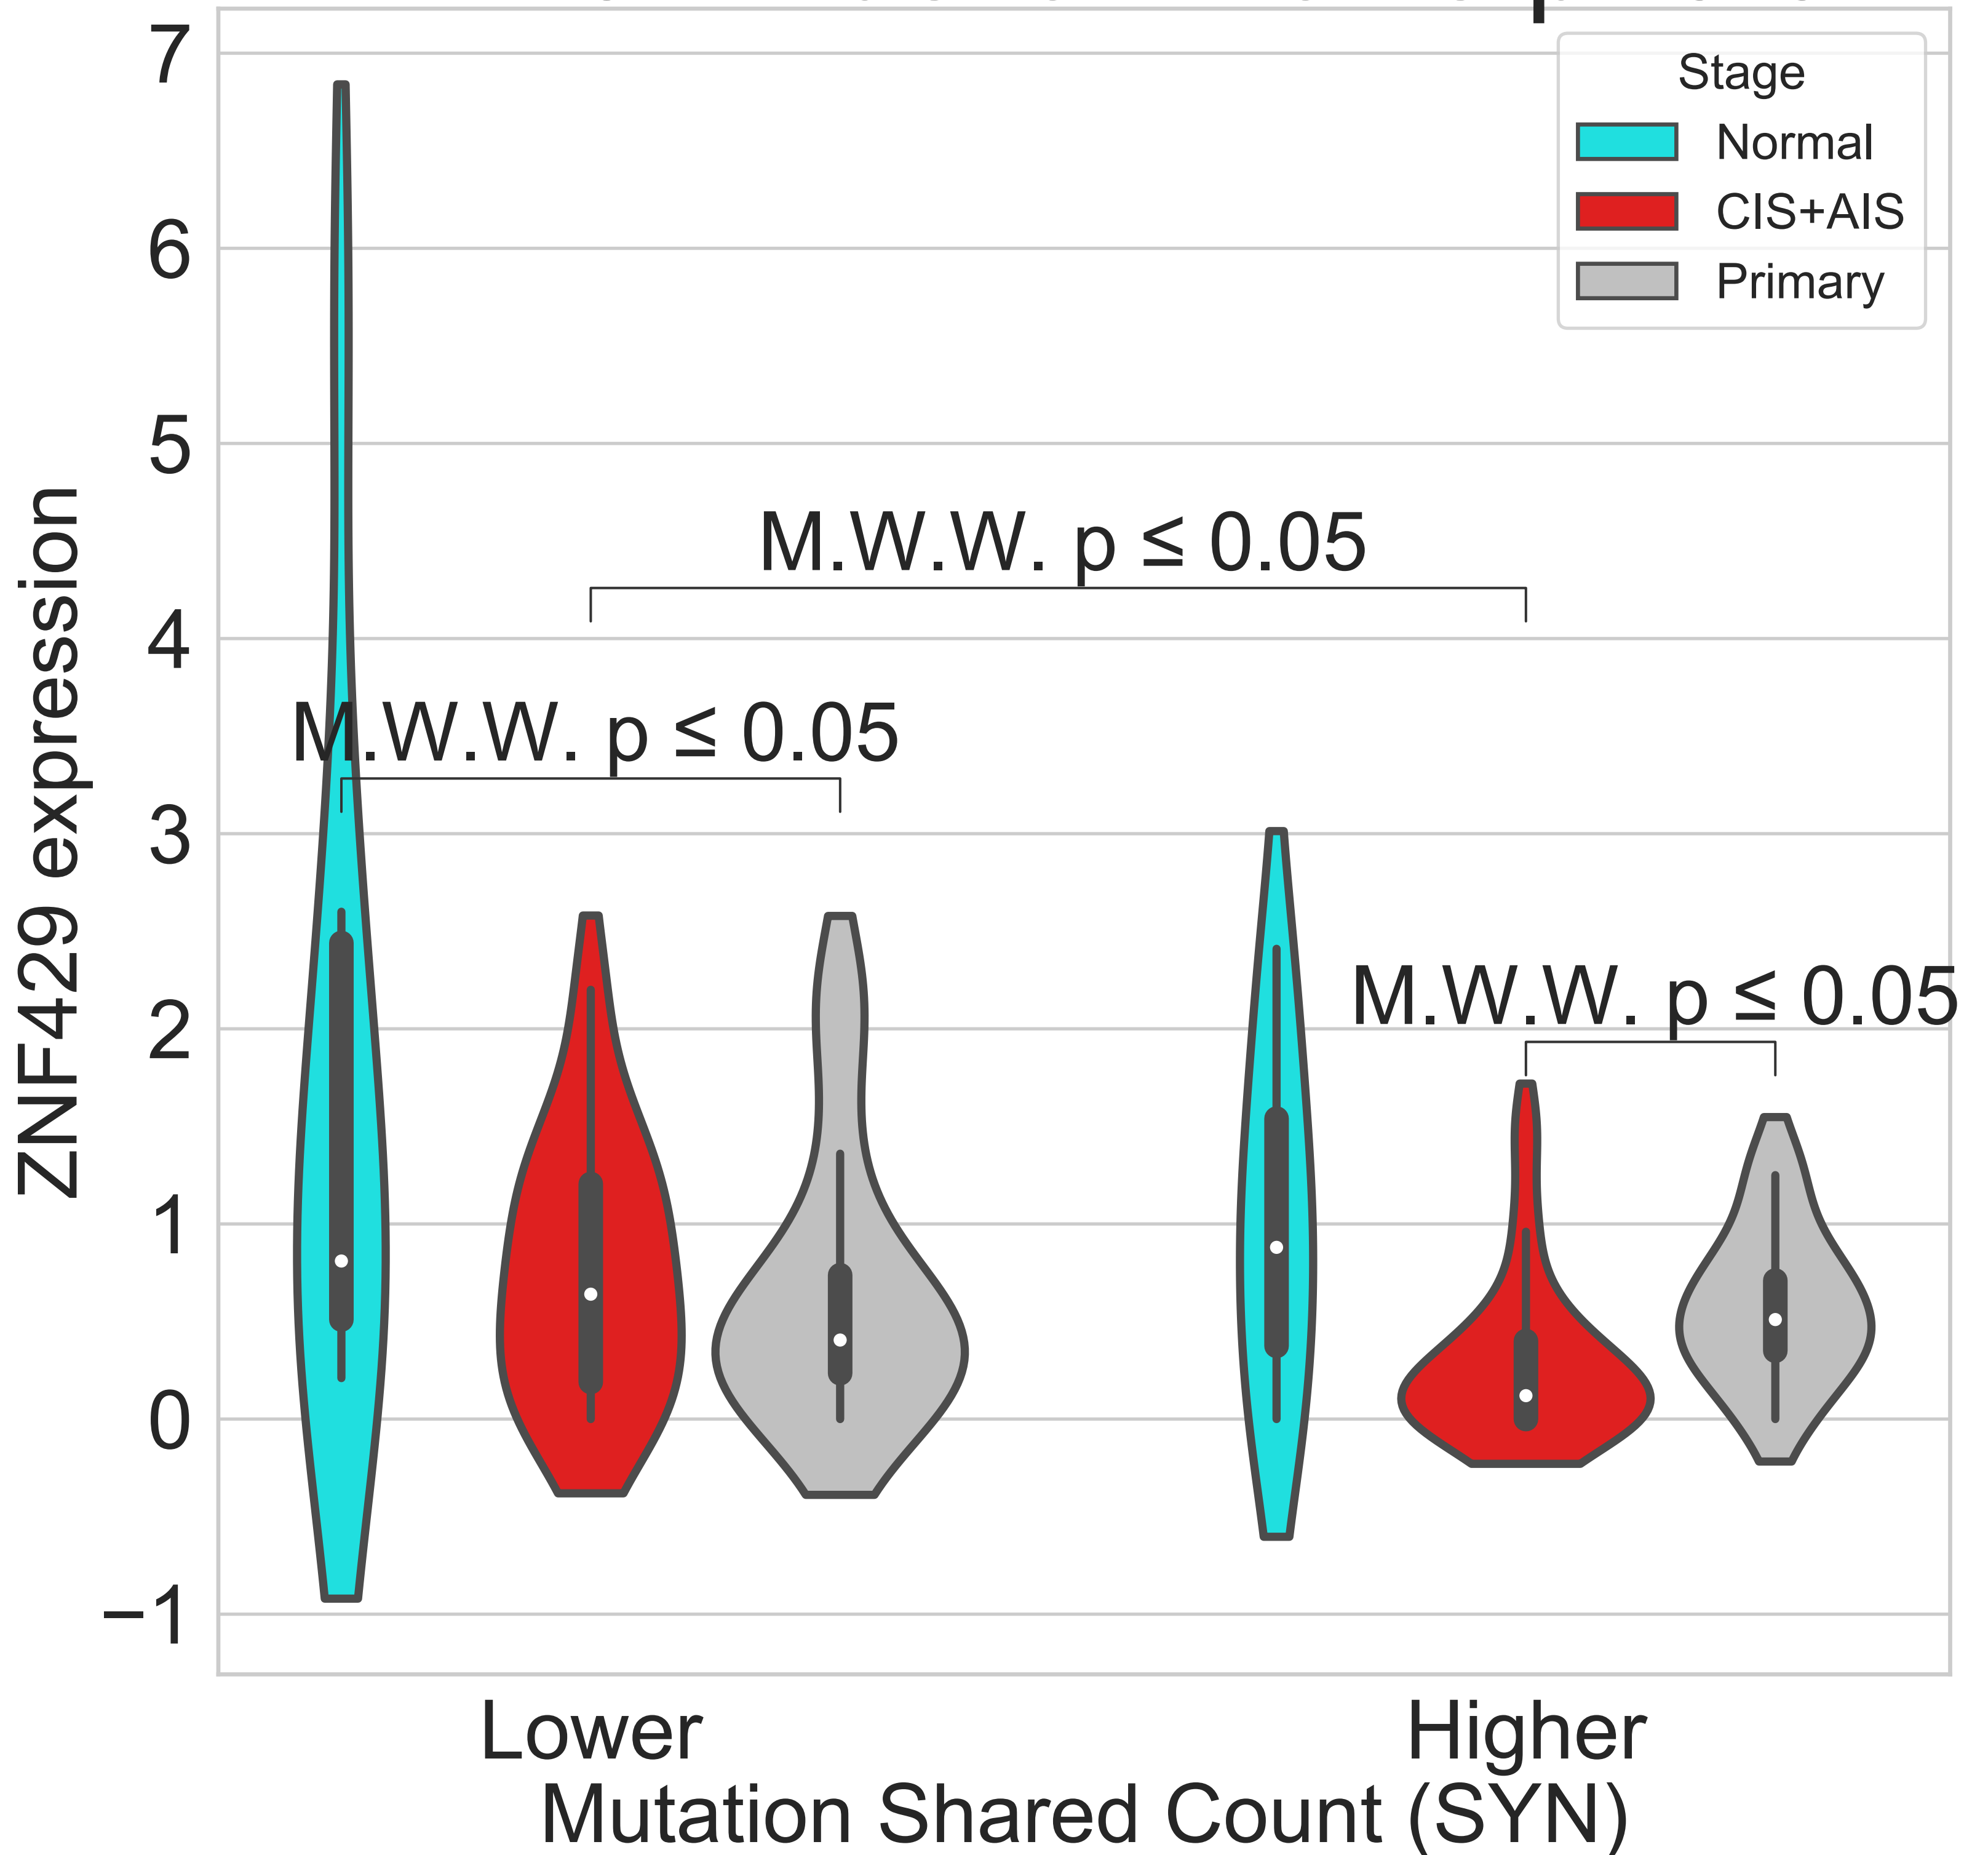 7
6
5
4
3
2
1
0
−1
ZNF429 expression
Stage
Normal
CIS+AIS
Primary
M.W.W. p ≤ 0.05
M.W.W. p ≤ 0.05
M.W.W. p ≤ 0.05
Lower
Higher
Mutation Shared Count (SYN)